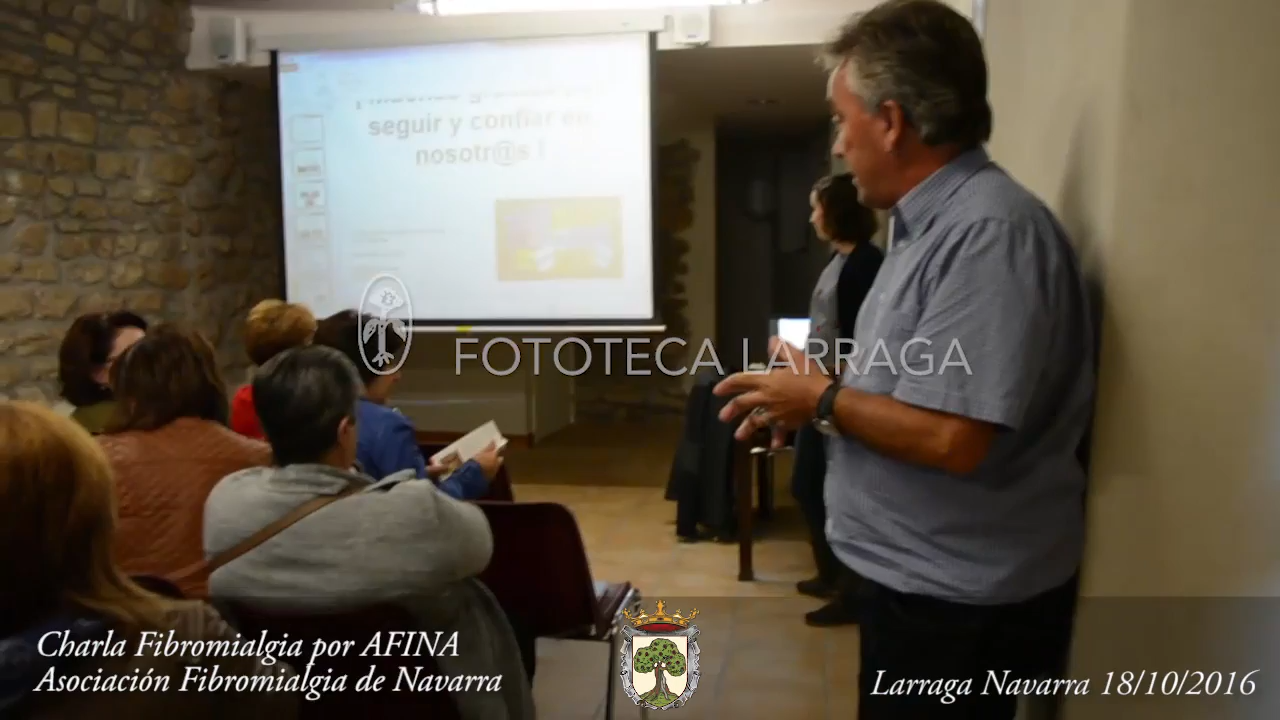 seguir y confiar en
nosotr@s !
FOTOTECA LARRAGA
Charla Fibromialgia por AFINA
Asociación Fibromialgia de Navarra
Larraga Navarra 18/10/2016